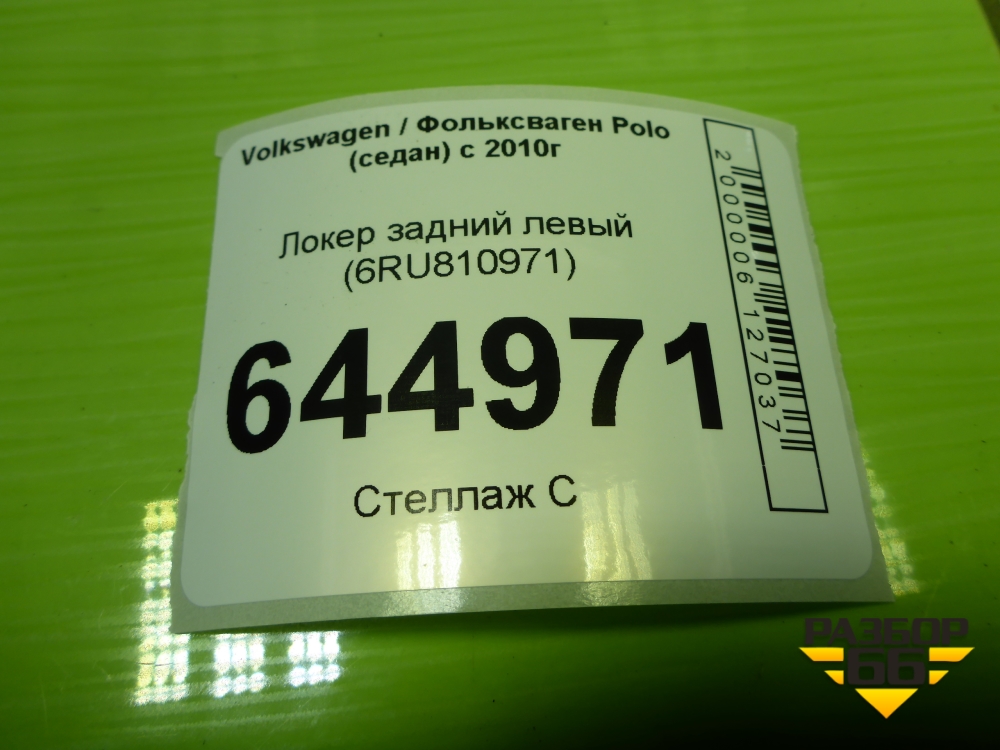 Volkswagen / Фольксваген Polo
(седан) с 2010г
Локер задний левый
(6RU810971)
644971
Стеллаж С
2000006127037
РАЗБОР
66